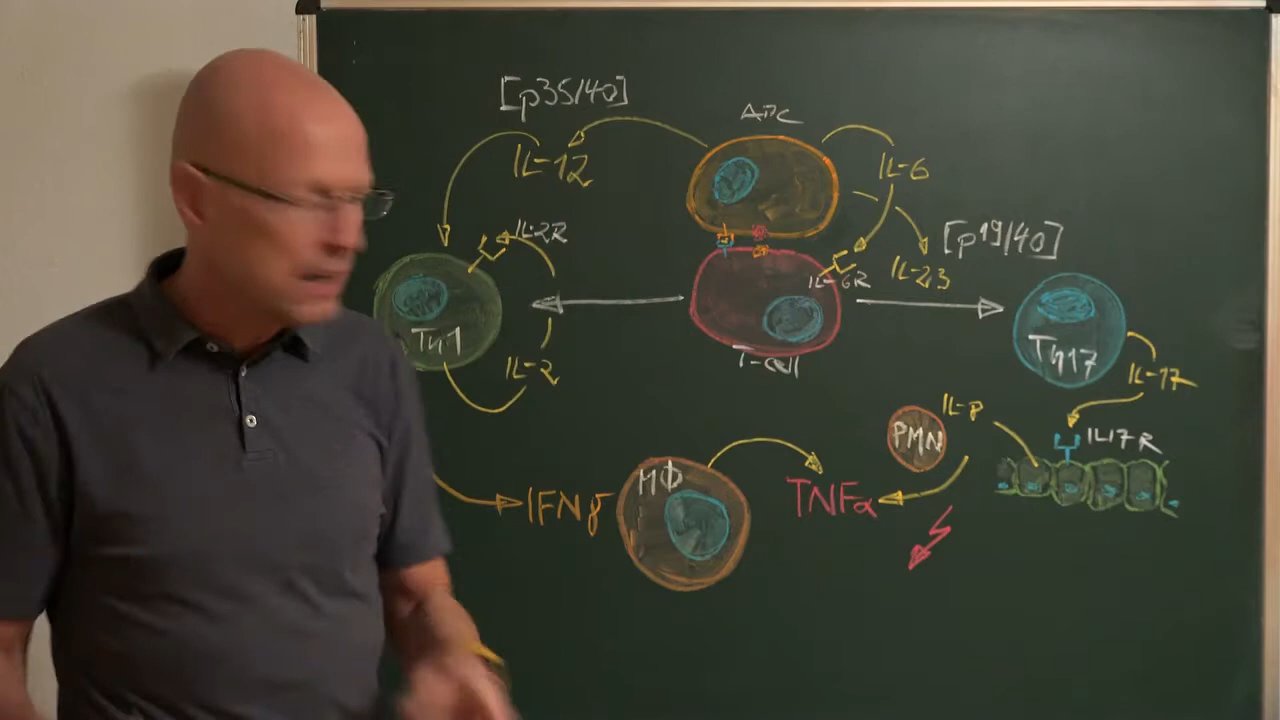 [p35/40]
APC
IL-12
IL-6
IL-2R
[p19/40]
IL-6R
IL-23
TH1
T-cell
TH17
IL-2
IL-17
IL-8
PMN
IL17R
MΦ
IFNγ
TNFα